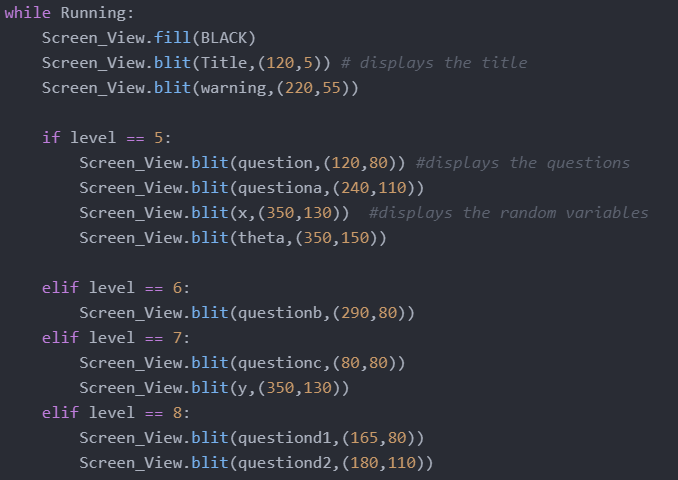 while Running:
    Screen_View.fill(BLACK)
    Screen_View.blit(Title,(120,5)) # displays the title
    Screen_View.blit(warning,(220,55))

    if level == 5:
        Screen_View.blit(question,(120,80)) #displays the questions
        Screen_View.blit(questiona,(240,110))
        Screen_View.blit(x,(350,130))  #displays the random variables
        Screen_View.blit(theta,(350,150))

    elif level == 6:
        Screen_View.blit(questionb,(290,80))
    elif level == 7:
        Screen_View.blit(questionc,(80,80))
        Screen_View.blit(y,(350,130))
    elif level == 8:
        Screen_View.blit(questiond1,(165,80))
        Screen_View.blit(questiond2,(180,110))